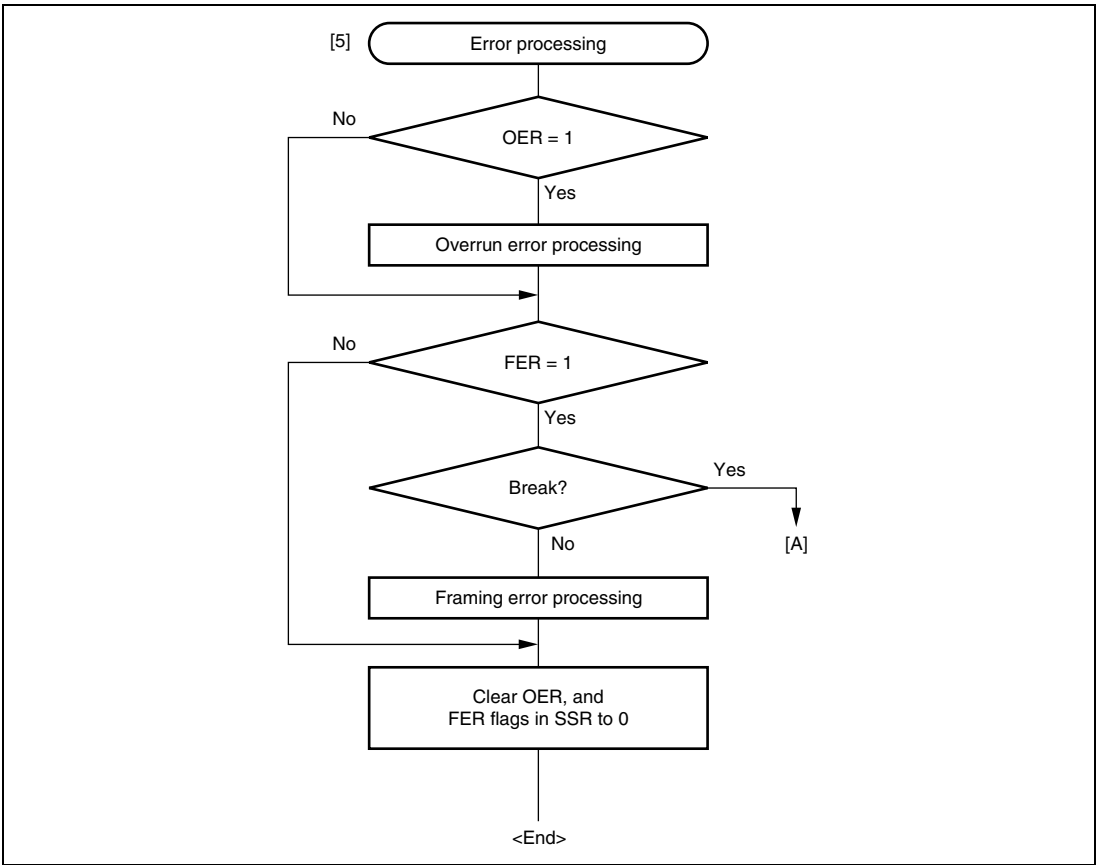 [5]
Error processing
No
OER = 1
Yes
Overrun error processing
No
FER = 1
Yes
Break?
Yes
No
[A]
Framing error processing
Clear OER, and
FER flags in SSR to 0
<End>